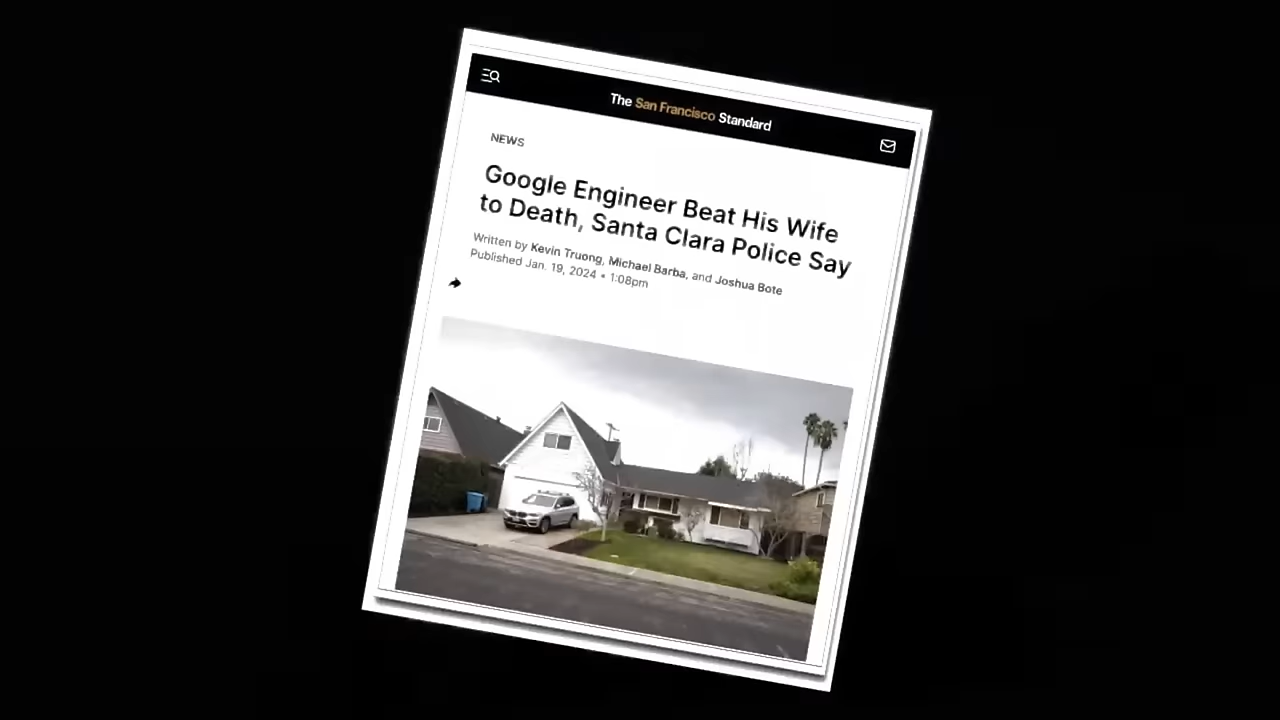 The San Francisco Standard
NEWS
Google Engineer Beat His Wife
to Death, Santa Clara Police Say
Written by Kevin Truong, Michael Barba, and Joshua Bote
Published Jan. 19, 2024 • 1:08pm